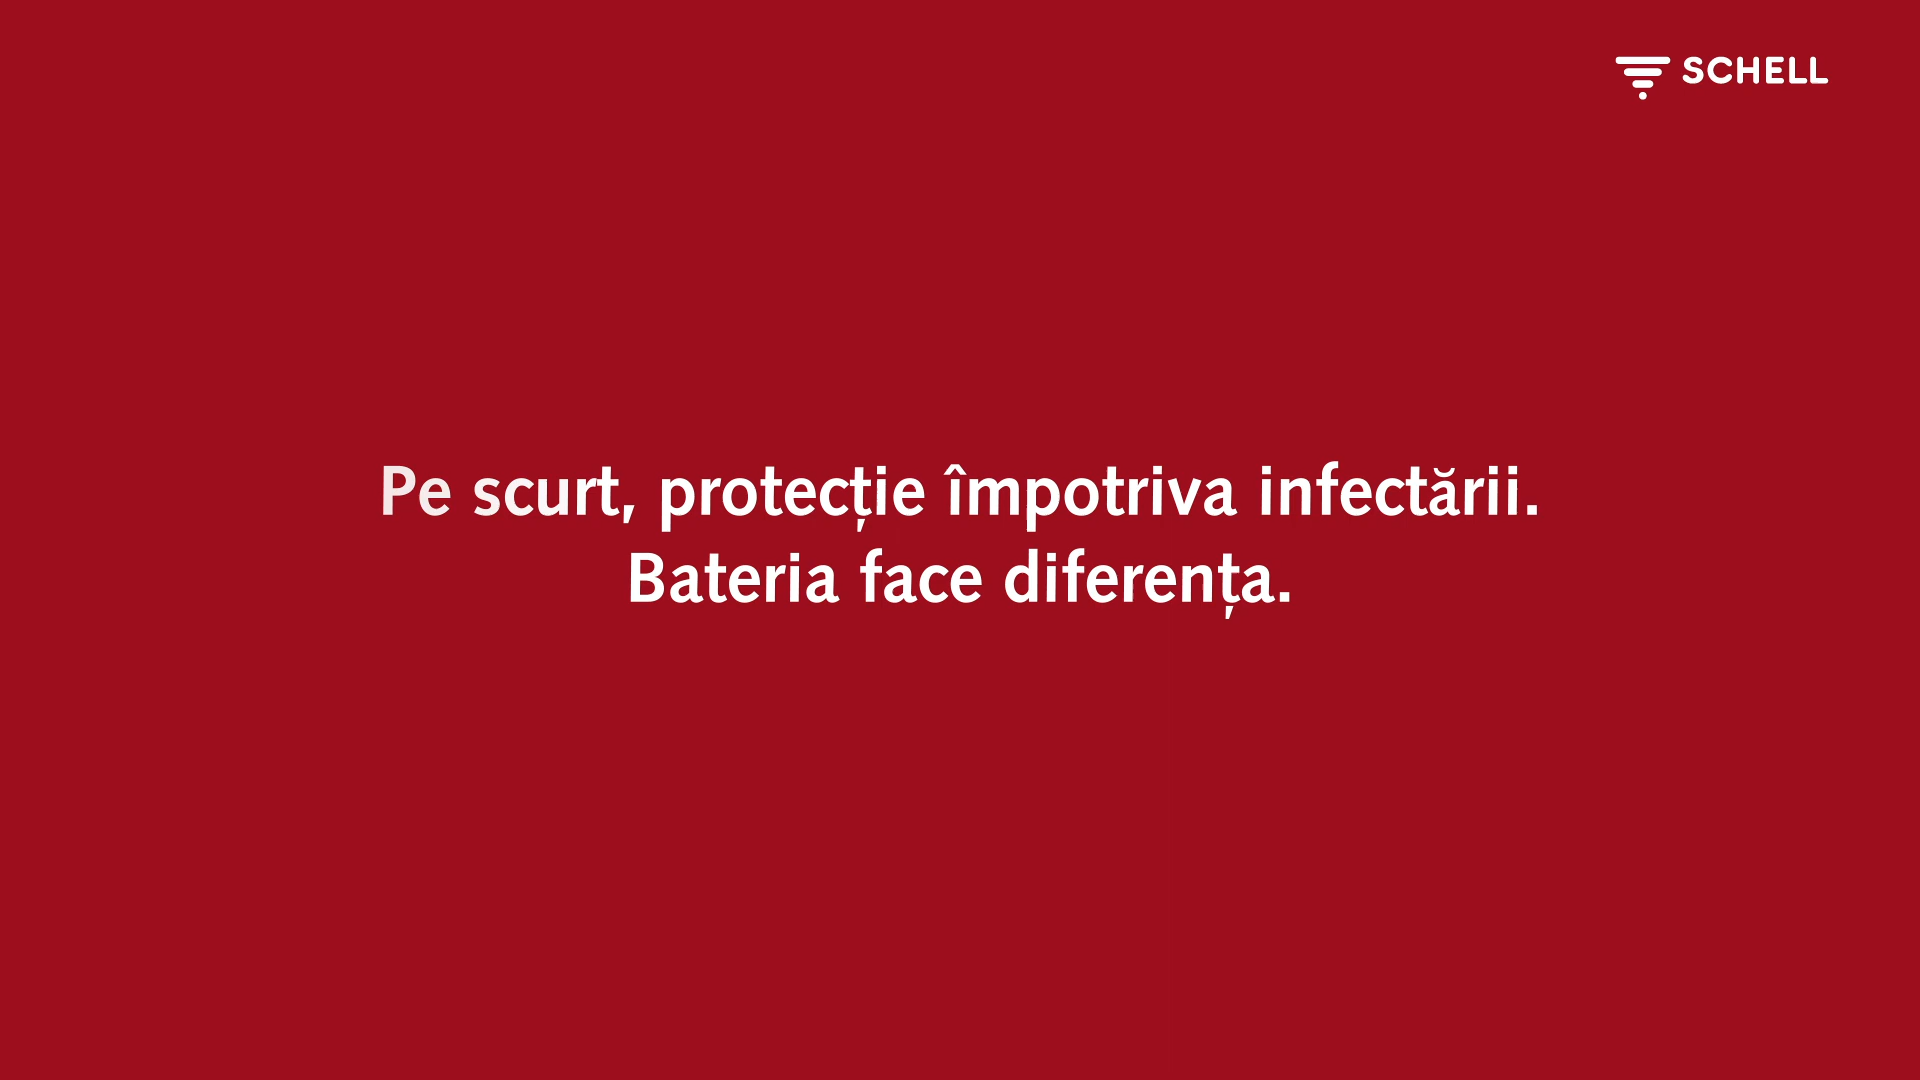 SCHELL
Pe scurt, protecție împotriva infectării.
Bateria face diferența.